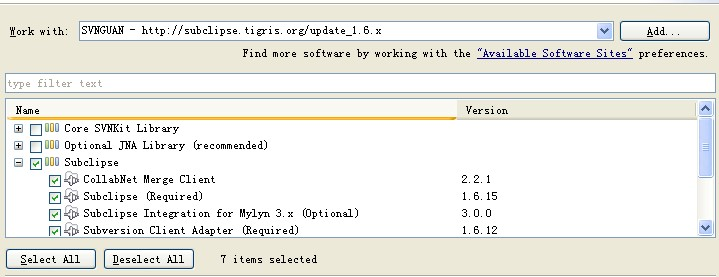 Work with: SVNGUAN - http://subclipse.tigris.org/update_1.6.x Add...
Find more software by working with the "Available Software Sites" preferences.
type filter text
Name Version
Core SVNKit Library
Optional JNA Library (recommended)
Subclipse
CollabNet Merge Client 2.2.1
Subclipse (Required) 1.6.15
Subclipse Integration for Mylyn 3.x (Optional) 3.0.0
Subversion Client Adapter (Required) 1.6.12
Select All Deselect All 7 items selected